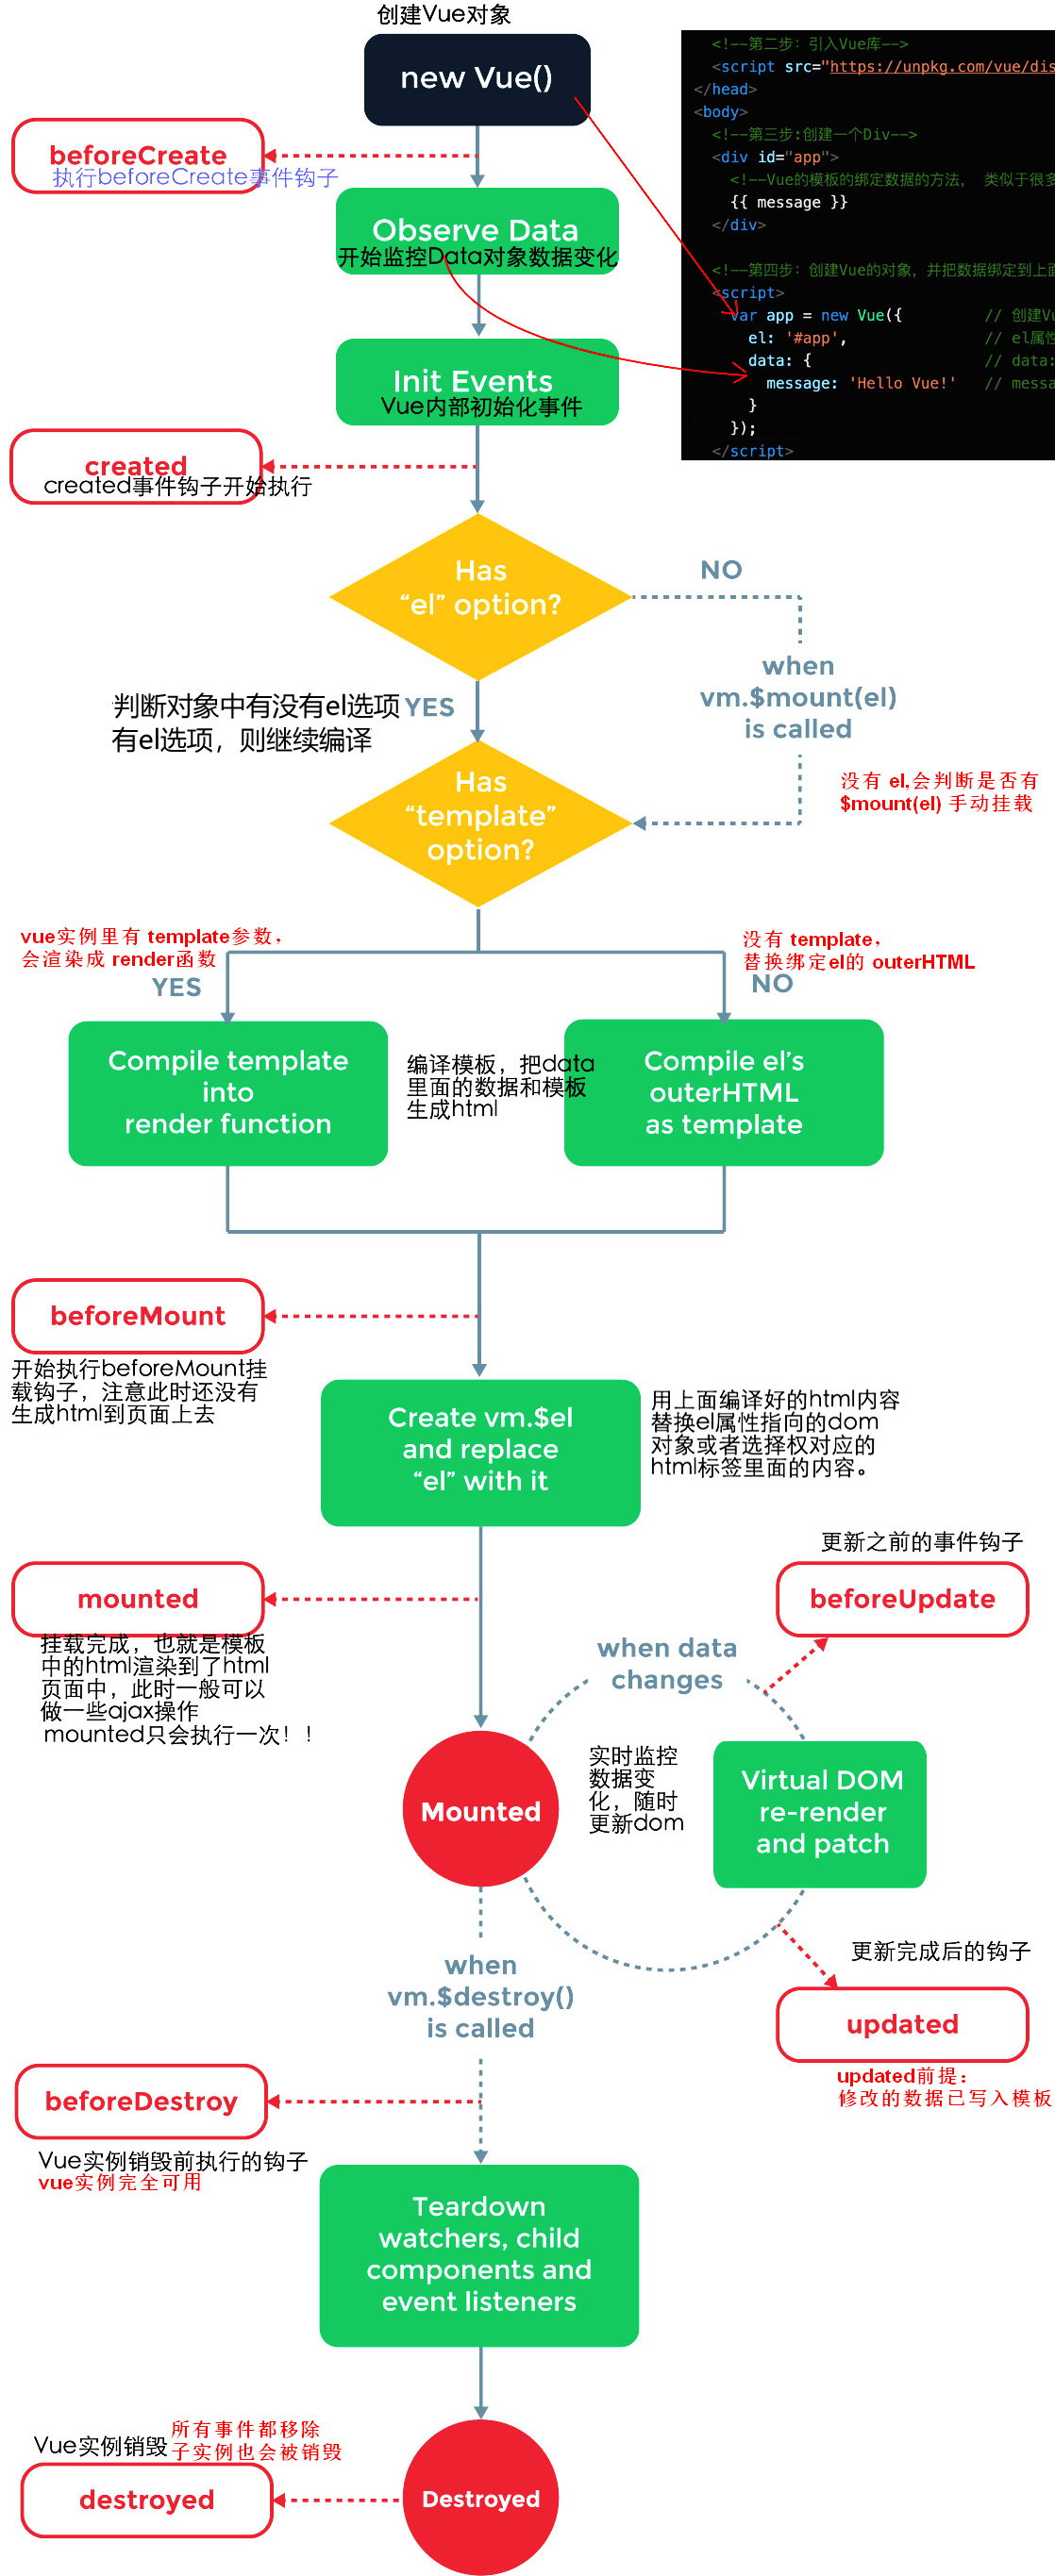 创建Vue对象
new Vue()
<!--第二步：引入Vue库-->
<script src="https://unpkg.com/vue/dis
</head>
<body>
<!--第三步:创建一个Div-->
<div id="app">
<!--Vue的模板的绑定数据的方法， 类似于很多
{{ message }}
</div>
<!--第四步：创建Vue的对象，并把数据绑定到上面
<script>
var app = new Vue({ // 创建Vu
el: '#app', // el属性
data: { // data:
message: 'Hello Vue!' // messa
}
});
</script>
beforeCreate
执行beforeCreate事件钩子
Observe Data
开始监控Data对象数据变化
Init Events
Vue内部初始化事件
created
created事件钩子开始执行
Has
“el” option?
NO
when
vm.$mount(el)
is called
判断对象中有没有el选项
有el选项，则继续编译
YES
没有 el,会判断是否有
$mount(el) 手动挂载
Has
“template”
option?
vue实例里有 template参数，
会渲染成 render函数
YES
没有 template，
替换绑定el的 outerHTML
NO
Compile template
into
render function
编译模板，把data
里面的数据和模板
生成html
Compile el’s
outerHTML
as template
beforeMount
开始执行beforeMount挂
载钩子，注意此时还没有
生成html到页面上去
Create vm.$el
and replace
“el” with it
用上面编译好的html内容
替换el属性指向的dom
对象或者选择权对应的
html标签里面的内容。
mounted
挂载完成，也就是模板
中的html渲染到了html
页面中，此时一般可以
做一些ajax操作
mounted只会执行一次！！
更新之前的事件钩子
beforeUpdate
when data
changes
Mounted
实时监控
数据变
化，随时
更新dom
Virtual DOM
re-render
and patch
更新完成后的钩子
updated
updated前提：
修改的数据已写入模板
when
vm.$destroy()
is called
beforeDestroy
Vue实例销毁前执行的钩子
vue实例完全可用
Teardown
watchers, child
components and
event listeners
Vue实例销毁
所有事件都移除
子实例也会被销毁
destroyed
Destroyed